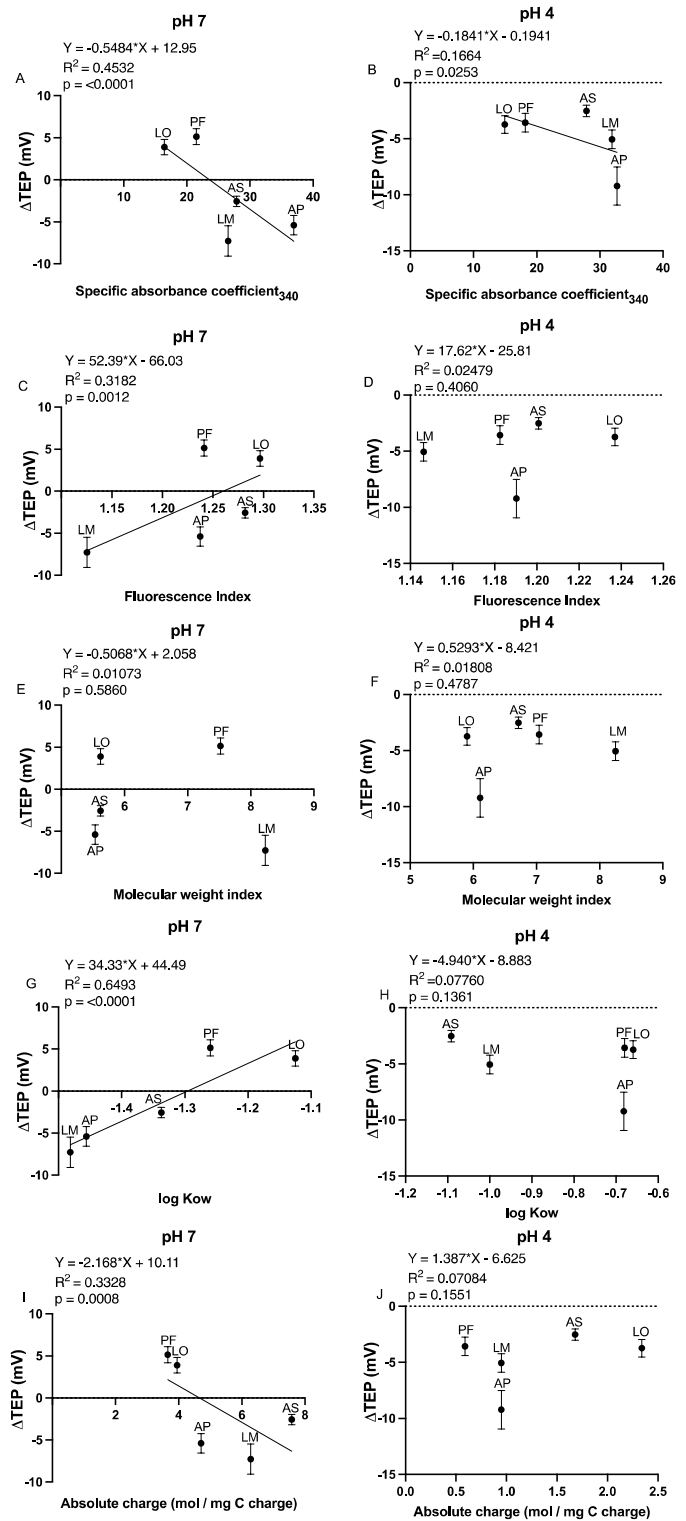 pH 7
Y = -0.5484*X + 12.95
R² = 0.4532
p = <0.0001
A
ΔTEP (mV)
10
5
0
-5
-10
10
20
30
40
LO
PF
AS
LM
AP
Specific absorbance coefficient₃₄₀
pH 4
Y = -0.1841*X - 0.1941
R² =0.1664
p = 0.0253
B
ΔTEP (mV)
0
-5
-10
-15
0
10
20
30
40
LO
PF
AS
LM
AP
Specific absorbance coefficient₃₄₀
pH 7
Y = 52.39*X - 66.03
R² = 0.3182
p = 0.0012
C
ΔTEP (mV)
10
5
0
-5
-10
1.15
1.20
1.25
1.30
1.35
PF
LO
LM
AP
AS
Fluorescence Index
pH 4
Y = 17.62*X - 25.81
R² = 0.02479
p = 0.4060
D
ΔTEP (mV)
0
-5
-10
-15
1.14
1.16
1.18
1.20
1.22
1.24
1.26
LM
PF
AS
LO
AP
Fluorescence Index
pH 7
Y = -0.5068*X + 2.058
R² = 0.01073
p = 0.5860
E
ΔTEP (mV)
10
5
0
-5
-10
6
7
8
9
LO
PF
AS
AP
LM
Molecular weight index
pH 4
Y = 0.5293*X - 8.421
R² = 0.01808
p = 0.4787
F
ΔTEP (mV)
0
-5
-10
-15
5
6
7
8
9
LO
AS
PF
LM
AP
Molecular weight index
pH 7
Y = 34.33*X + 44.49
R² = 0.6493
p = <0.0001
G
ΔTEP (mV)
10
5
0
-5
-10
-1.4
-1.3
-1.2
-1.1
PF
LO
LM
AP
AS
log Kow
pH 4
Y = -4.940*X - 8.883
R² =0.07760
p = 0.1361
H
ΔTEP (mV)
0
-5
-10
-15
-1.2
-1.1
-1.0
-0.9
-0.8
-0.7
-0.6
AS
LM
PF
LO
AP
log Kow
pH 7
Y = -2.168*X + 10.11
R² = 0.3328
p = 0.0008
I
ΔTEP (mV)
10
5
0
-5
-10
2
4
6
8
PF
LO
AP
LM
AS
Absolute charge (mol / mg C charge)
pH 4
Y = 1.387*X - 6.625
R² = 0.07084
p = 0.1551
J
ΔTEP (mV)
0
-5
-10
-15
0.0
0.5
1.0
1.5
2.0
2.5
PF
LM
AP
AS
LO
Absolute charge (mol / mg C charge)